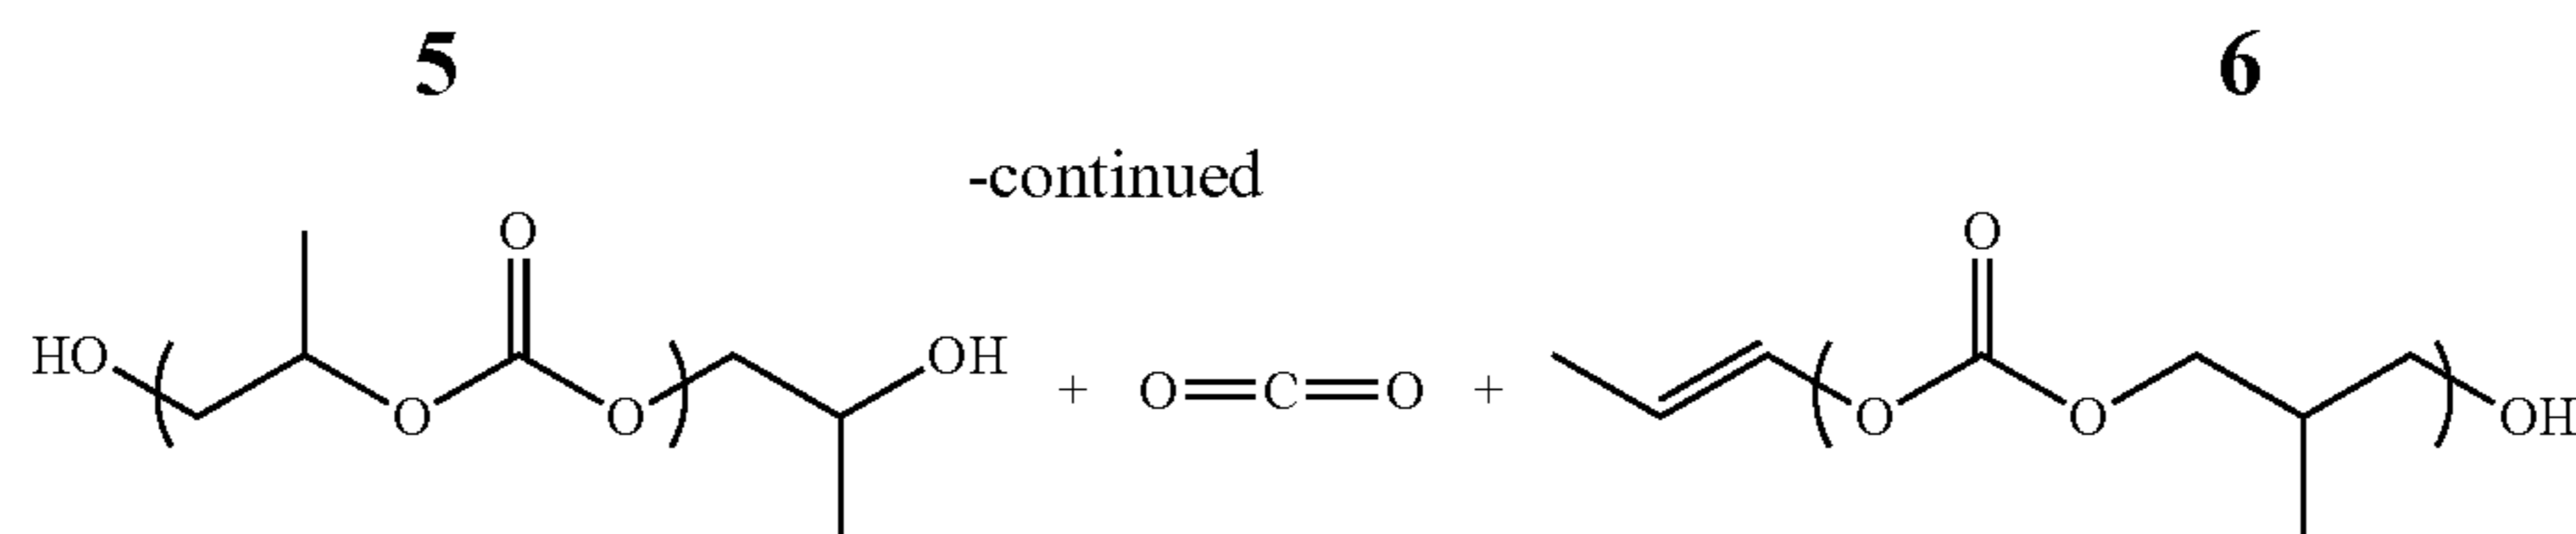 5 6
-continued
O O
HO O O OH + O=C=O + O O OH